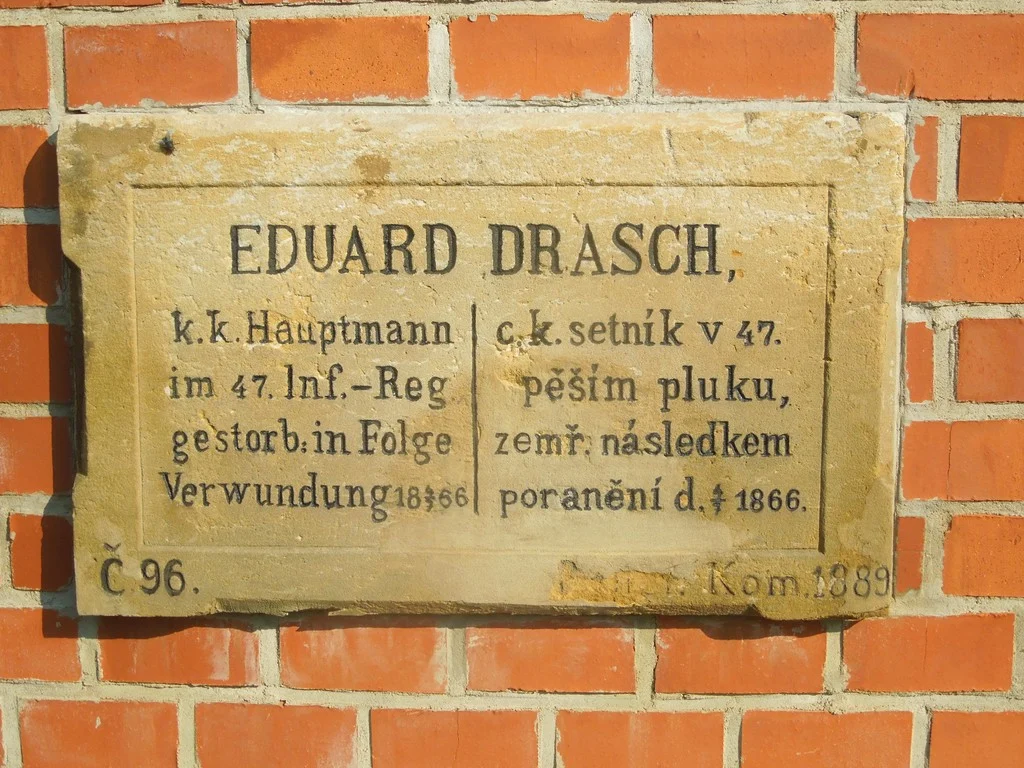 EDUARD DRASCH,
k.k. Hauptmann
im 47. Inf.-Reg
gestorb: in Folge
Verwundung 18 66
c.k. setník v 47.
pěším pluku,
zemř. následkem
poranění d. 1866.
Č 96.
Kom. 1889